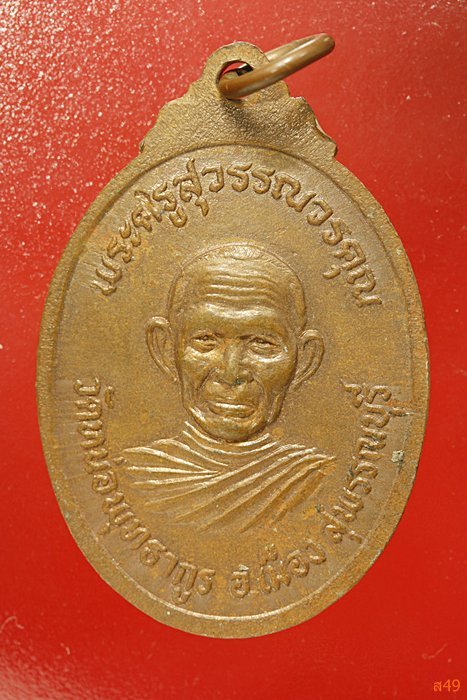 พระครูสุวรรณวรคุณ
วัดหน่อพุทธางกูร อ.เมือง สุพรรณบุรี
ส49